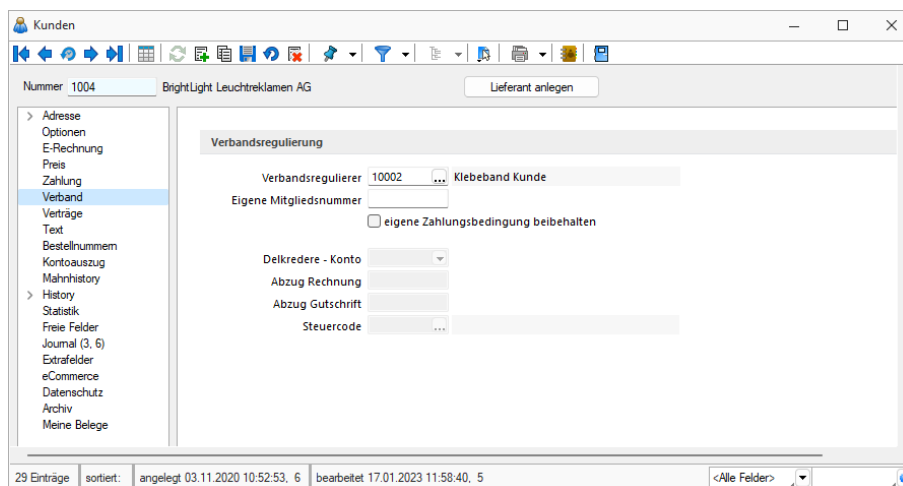 Kunden
Nummer 1004 BrightLight Leuchtreklamen AG Lieferant anlegen
Adresse
Optionen
E-Rechnung
Preis
Zahlung
Verband
Verträge
Text
Bestellnummern
Kontoauszug
Mahnhistory
History
Statistik
Freie Felder
Journal (3, 6)
Extrafelder
eCommerce
Datenschutz
Archiv
Meine Belege
Verbandsregulierung
Verbandsregulierer 10002 ... Klebeband Kunde
Eigene Mitgliedsnummer
eigene Zahlungsbedingung beibehalten
Delkredere - Konto
Abzug Rechnung
Abzug Gutschrift
Steuercode ...
29 Einträge sortiert: angelegt 03.11.2020 10:52:53, 6 bearbeitet 17.01.2023 11:58:40, 5 <Alle Felder>